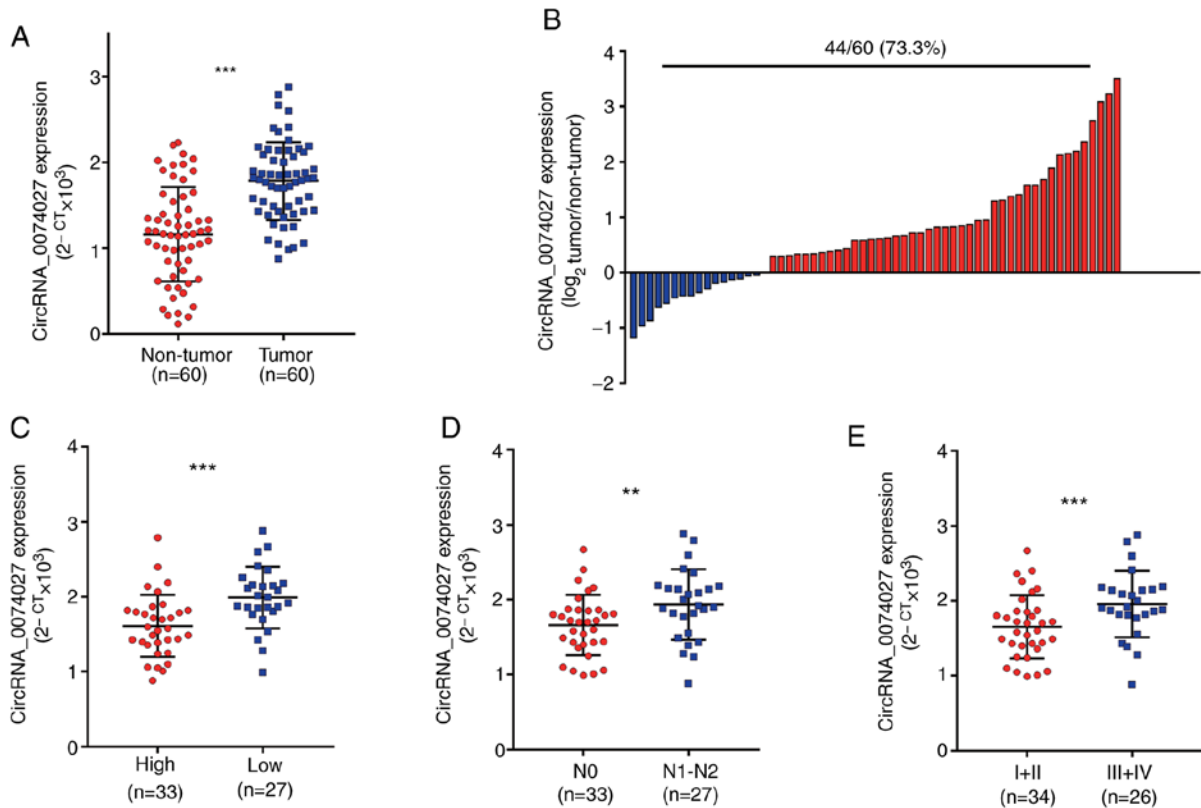 A
CircRNA_0074027 expression
(2⁻ ᶜᵀx10³)
3
2
1
0
***
Non-tumor
(n=60)
Tumor
(n=60)
B
CircRNA_0074027 expression
(log₂ tumor/non-tumor)
4
3
2
1
0
−1
−2
44/60 (73.3%)
C
CircRNA_0074027 expression
(2⁻ ᶜᵀx10³)
4
3
2
1
0
***
High
(n=33)
Low
(n=27)
D
CircRNA_0074027 expression
(2⁻ ᶜᵀx10³)
4
3
2
1
0
**
N0
(n=33)
N1-N2
(n=27)
E
CircRNA_0074027 expression
(2⁻ ᶜᵀx10³)
4
3
2
1
0
***
I+II
(n=34)
III+IV
(n=26)